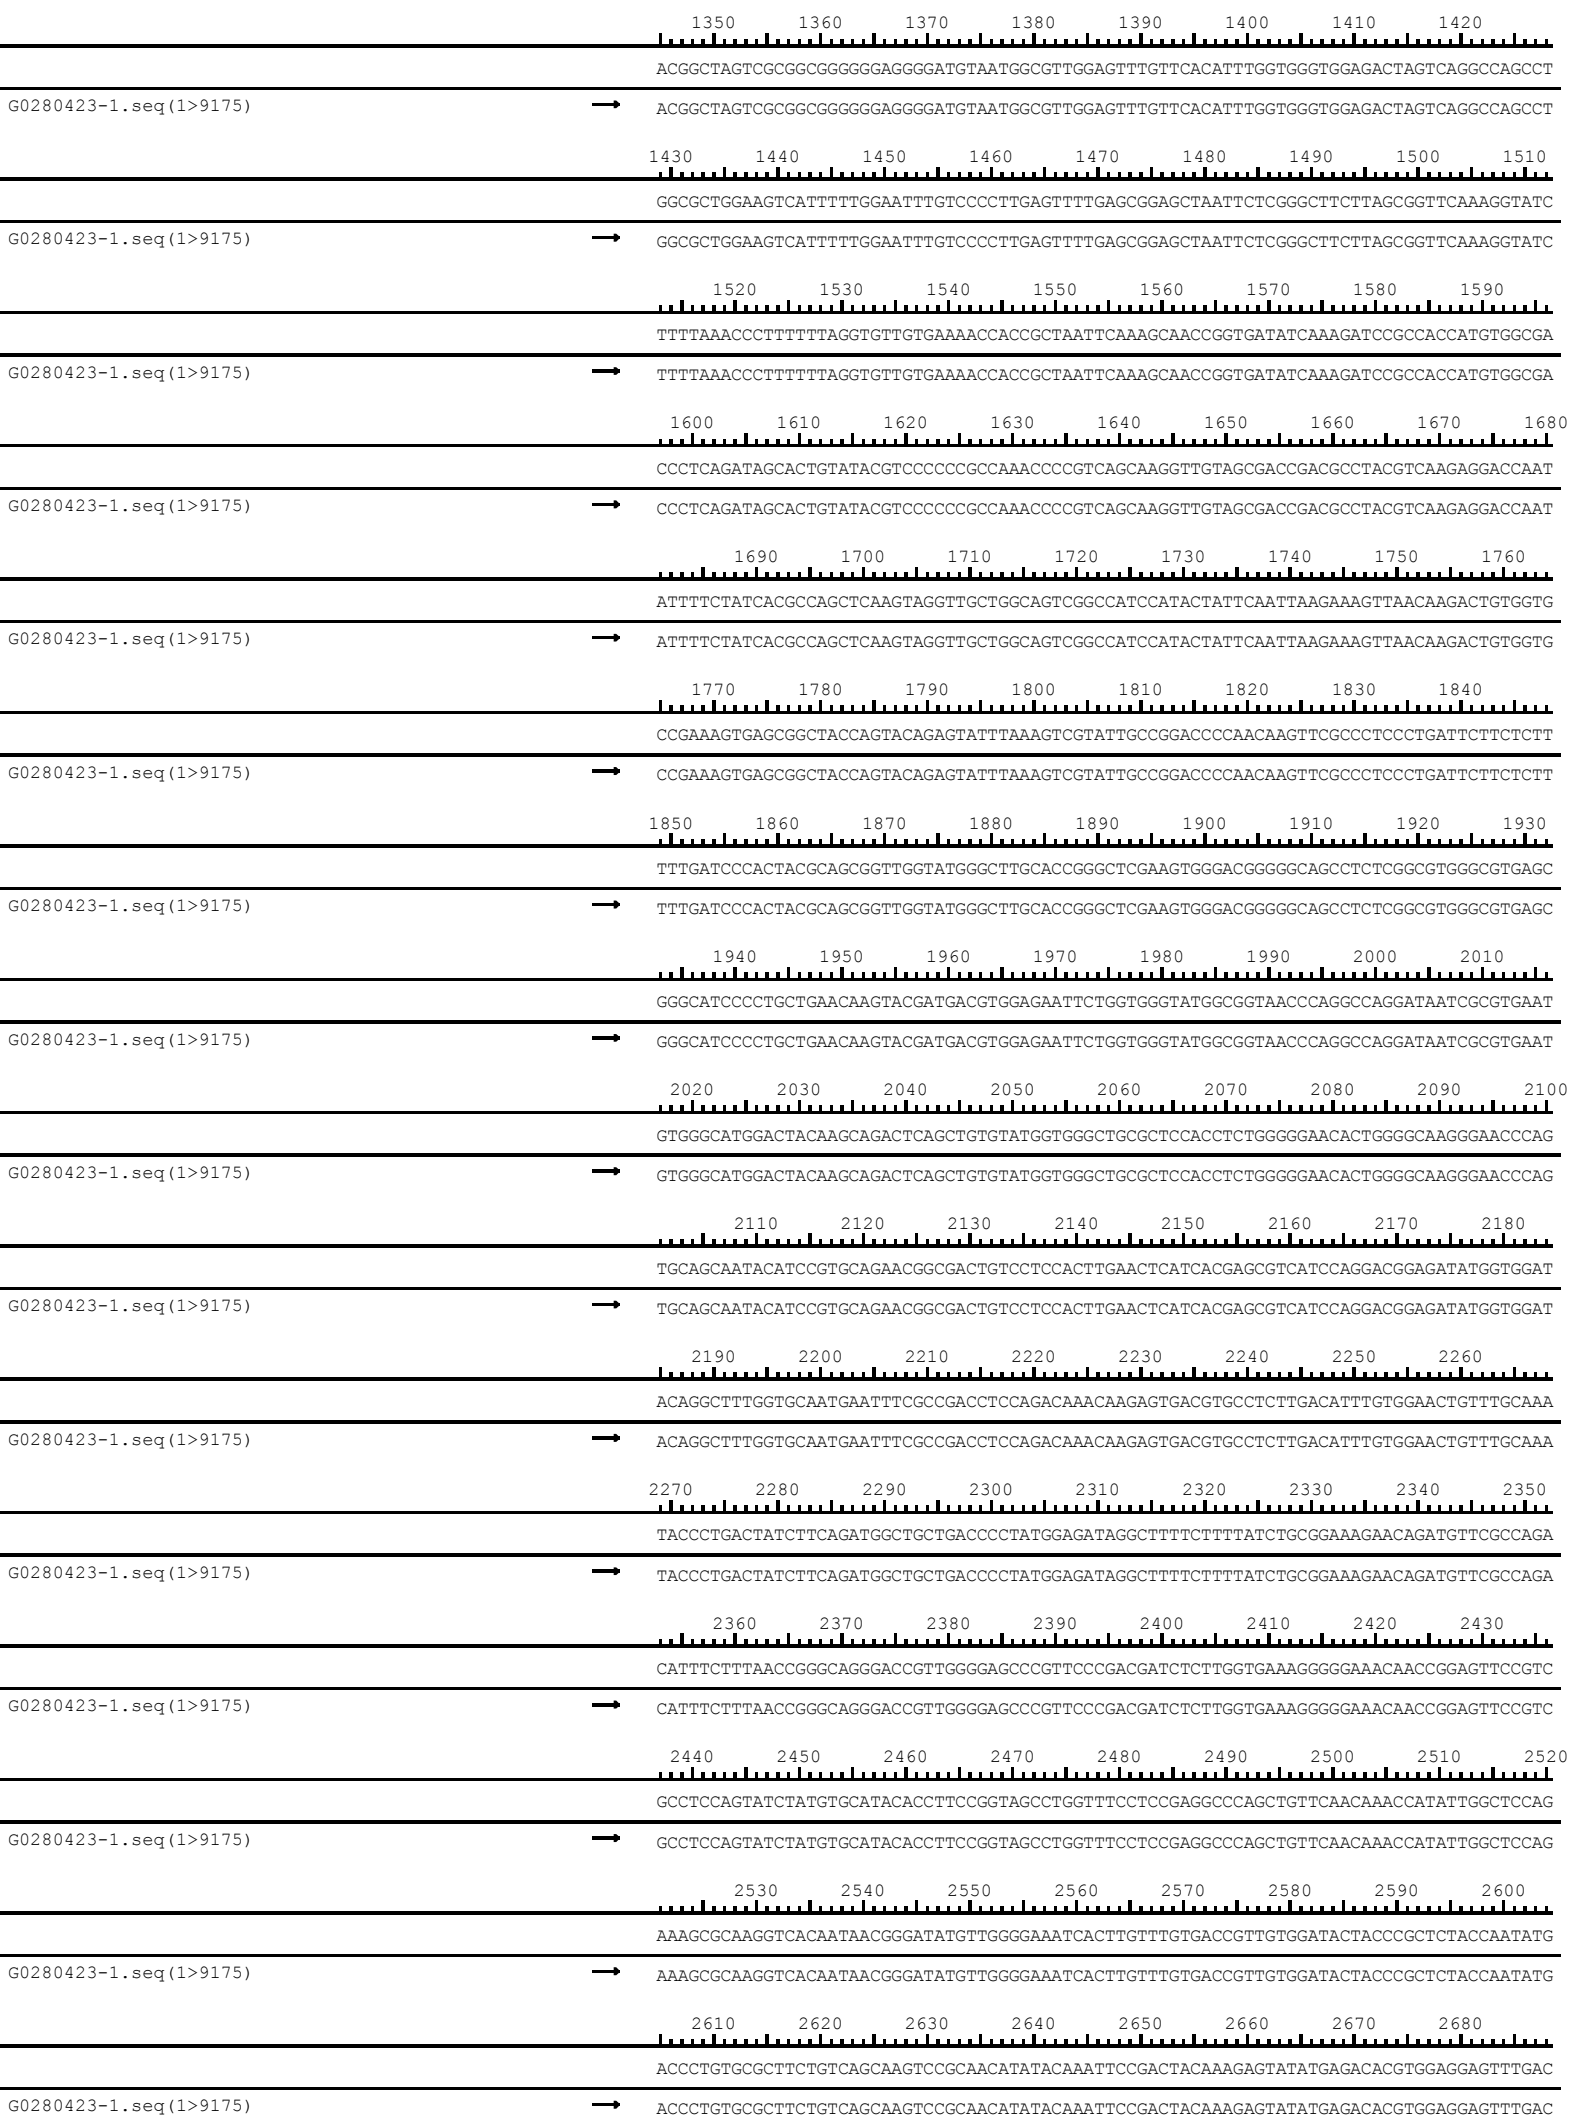 1350 1360 1370 1380 1390 1400 1410 1420
ACGGCTAGTCGCGGCGGGGGGAGGGGATGTAATGGCGTTGGAGTTTGTTCACATTTGGTGGGTGGAGACTAGTCAGGCCAGCCT
G0280423-1.seq(1>9175) → ACGGCTAGTCGCGGCGGGGGGAGGGGATGTAATGGCGTTGGAGTTTGTTCACATTTGGTGGGTGGAGACTAGTCAGGCCAGCCT
1430 1440 1450 1460 1470 1480 1490 1500 1510
GGCGCTGGAAGTCATTTTTGGAATTTGTCCCCTTGAGTTTTGAGCGGAGCTAATTCTCGGGCTTCTTAGCGGTTCAAAGGTATC
G0280423-1.seq(1>9175) → GGCGCTGGAAGTCATTTTTGGAATTTGTCCCCTTGAGTTTTGAGCGGAGCTAATTCTCGGGCTTCTTAGCGGTTCAAAGGTATC
1520 1530 1540 1550 1560 1570 1580 1590
TTTTAAACCCTTTTTTAGGTGTTGTGAAAACCACCGCTAATTCAAAGCAACCGGTGATATCAAAGATCCGCCACCATGTGGCGA
G0280423-1.seq(1>9175) → TTTTAAACCCTTTTTTAGGTGTTGTGAAAACCACCGCTAATTCAAAGCAACCGGTGATATCAAAGATCCGCCACCATGTGGCGA
1600 1610 1620 1630 1640 1650 1660 1670 1680
CCCTCAGATAGCACTGTATACGTCCCCCCGCCAAACCCCGTCAGCAAGGTTGTAGCGACCGACGCCTACGTCAAGAGGACCAAT
G0280423-1.seq(1>9175) → CCCTCAGATAGCACTGTATACGTCCCCCCGCCAAACCCCGTCAGCAAGGTTGTAGCGACCGACGCCTACGTCAAGAGGACCAAT
1690 1700 1710 1720 1730 1740 1750 1760
ATTTTCTATCACGCCAGCTCAAGTAGGTTGCTGGCAGTCGGCCATCCATACTATTCAATTAAGAAAGTTAACAAGACTGTGGTG
G0280423-1.seq(1>9175) → ATTTTCTATCACGCCAGCTCAAGTAGGTTGCTGGCAGTCGGCCATCCATACTATTCAATTAAGAAAGTTAACAAGACTGTGGTG
1770 1780 1790 1800 1810 1820 1830 1840
CCGAAAGTGAGCGGCTACCAGTACAGAGTATTTAAAGTCGTATTGCCGGACCCCAACAAGTTCGCCCTCCCTGATTCTTCTCTT
G0280423-1.seq(1>9175) → CCGAAAGTGAGCGGCTACCAGTACAGAGTATTTAAAGTCGTATTGCCGGACCCCAACAAGTTCGCCCTCCCTGATTCTTCTCTT
1850 1860 1870 1880 1890 1900 1910 1920 1930
TTTGATCCCACTACGCAGCGGTTGGTATGGGCTTGCACCGGGCTCGAAGTGGGACGGGGGCAGCCTCTCGGCGTGGGCGTGAGC
G0280423-1.seq(1>9175) → TTTGATCCCACTACGCAGCGGTTGGTATGGGCTTGCACCGGGCTCGAAGTGGGACGGGGGCAGCCTCTCGGCGTGGGCGTGAGC
1940 1950 1960 1970 1980 1990 2000 2010
GGGCATCCCCTGCTGAACAAGTACGATGACGTGGAGAATTCTGGTGGGTATGGCGGTAACCCAGGCCAGGATAATCGCGTGAAT
G0280423-1.seq(1>9175) → GGGCATCCCCTGCTGAACAAGTACGATGACGTGGAGAATTCTGGTGGGTATGGCGGTAACCCAGGCCAGGATAATCGCGTGAAT
2020 2030 2040 2050 2060 2070 2080 2090 2100
GTGGGCATGGACTACAAGCAGACTCAGCTGTGTATGGTGGGCTGCGCTCCACCTCTGGGGGAACACTGGGGCAAGGGAACCCAG
G0280423-1.seq(1>9175) → GTGGGCATGGACTACAAGCAGACTCAGCTGTGTATGGTGGGCTGCGCTCCACCTCTGGGGGAACACTGGGGCAAGGGAACCCAG
2110 2120 2130 2140 2150 2160 2170 2180
TGCAGCAATACATCCGTGCAGAACGGCGACTGTCCTCCACTTGAACTCATCACGAGCGTCATCCAGGACGGAGATATGGTGGAT
G0280423-1.seq(1>9175) → TGCAGCAATACATCCGTGCAGAACGGCGACTGTCCTCCACTTGAACTCATCACGAGCGTCATCCAGGACGGAGATATGGTGGAT
2190 2200 2210 2220 2230 2240 2250 2260
ACAGGCTTTGGTGCAATGAATTTCGCCGACCTCCAGACAAACAAGAGTGACGTGCCTCTTGACATTTGTGGAACTGTTTGCAAA
G0280423-1.seq(1>9175) → ACAGGCTTTGGTGCAATGAATTTCGCCGACCTCCAGACAAACAAGAGTGACGTGCCTCTTGACATTTGTGGAACTGTTTGCAAA
2270 2280 2290 2300 2310 2320 2330 2340 2350
TACCCTGACTATCTTCAGATGGCTGCTGACCCCTATGGAGATAGGCTTTTCTTTTATCTGCGGAAAGAACAGATGTTCGCCAGA
G0280423-1.seq(1>9175) → TACCCTGACTATCTTCAGATGGCTGCTGACCCCTATGGAGATAGGCTTTTCTTTTATCTGCGGAAAGAACAGATGTTCGCCAGA
2360 2370 2380 2390 2400 2410 2420 2430
CATTTCTTTAACCGGGCAGGGACCGTTGGGGAGCCCGTTCCCGACGATCTCTTGGTGAAAGGGGGAAACAACCGGAGTTCCGTC
G0280423-1.seq(1>9175) → CATTTCTTTAACCGGGCAGGGACCGTTGGGGAGCCCGTTCCCGACGATCTCTTGGTGAAAGGGGGAAACAACCGGAGTTCCGTC
2440 2450 2460 2470 2480 2490 2500 2510 2520
GCCTCCAGTATCTATGTGCATACACCTTCCGGTAGCCTGGTTTCCTCCGAGGCCCAGCTGTTCAACAAACCATATTGGCTCCAG
G0280423-1.seq(1>9175) → GCCTCCAGTATCTATGTGCATACACCTTCCGGTAGCCTGGTTTCCTCCGAGGCCCAGCTGTTCAACAAACCATATTGGCTCCAG
2530 2540 2550 2560 2570 2580 2590 2600
AAAGCGCAAGGTCACAATAACGGGATATGTTGGGGAAATCACTTGTTTGTGACCGTTGTGGATACTACCCGCTCTACCAATATG
G0280423-1.seq(1>9175) → AAAGCGCAAGGTCACAATAACGGGATATGTTGGGGAAATCACTTGTTTGTGACCGTTGTGGATACTACCCGCTCTACCAATATG
2610 2620 2630 2640 2650 2660 2670 2680
ACCCTGTGCGCTTCTGTCAGCAAGTCCGCAACATATACAAATTCCGACTACAAAGAGTATATGAGACACGTGGAGGAGTTTGAC
G0280423-1.seq(1>9175) → ACCCTGTGCGCTTCTGTCAGCAAGTCCGCAACATATACAAATTCCGACTACAAAGAGTATATGAGACACGTGGAGGAGTTTGAC